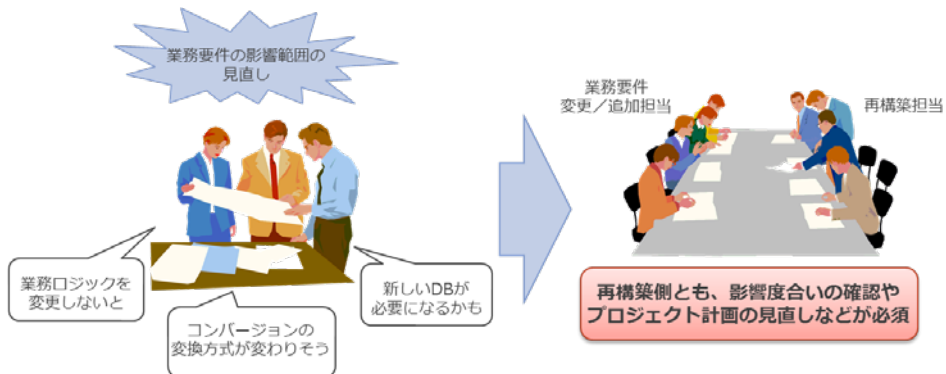 業務要件の影響範囲の
見直し
業務ロジックを
変更しないと
コンバージョンの
変換方式が変わりそう
新しいDBが
必要になるかも
業務要件
変更／追加担当
再構築担当
再構築側とも、影響度合いの確認や
プロジェクト計画の見直しなどが必須